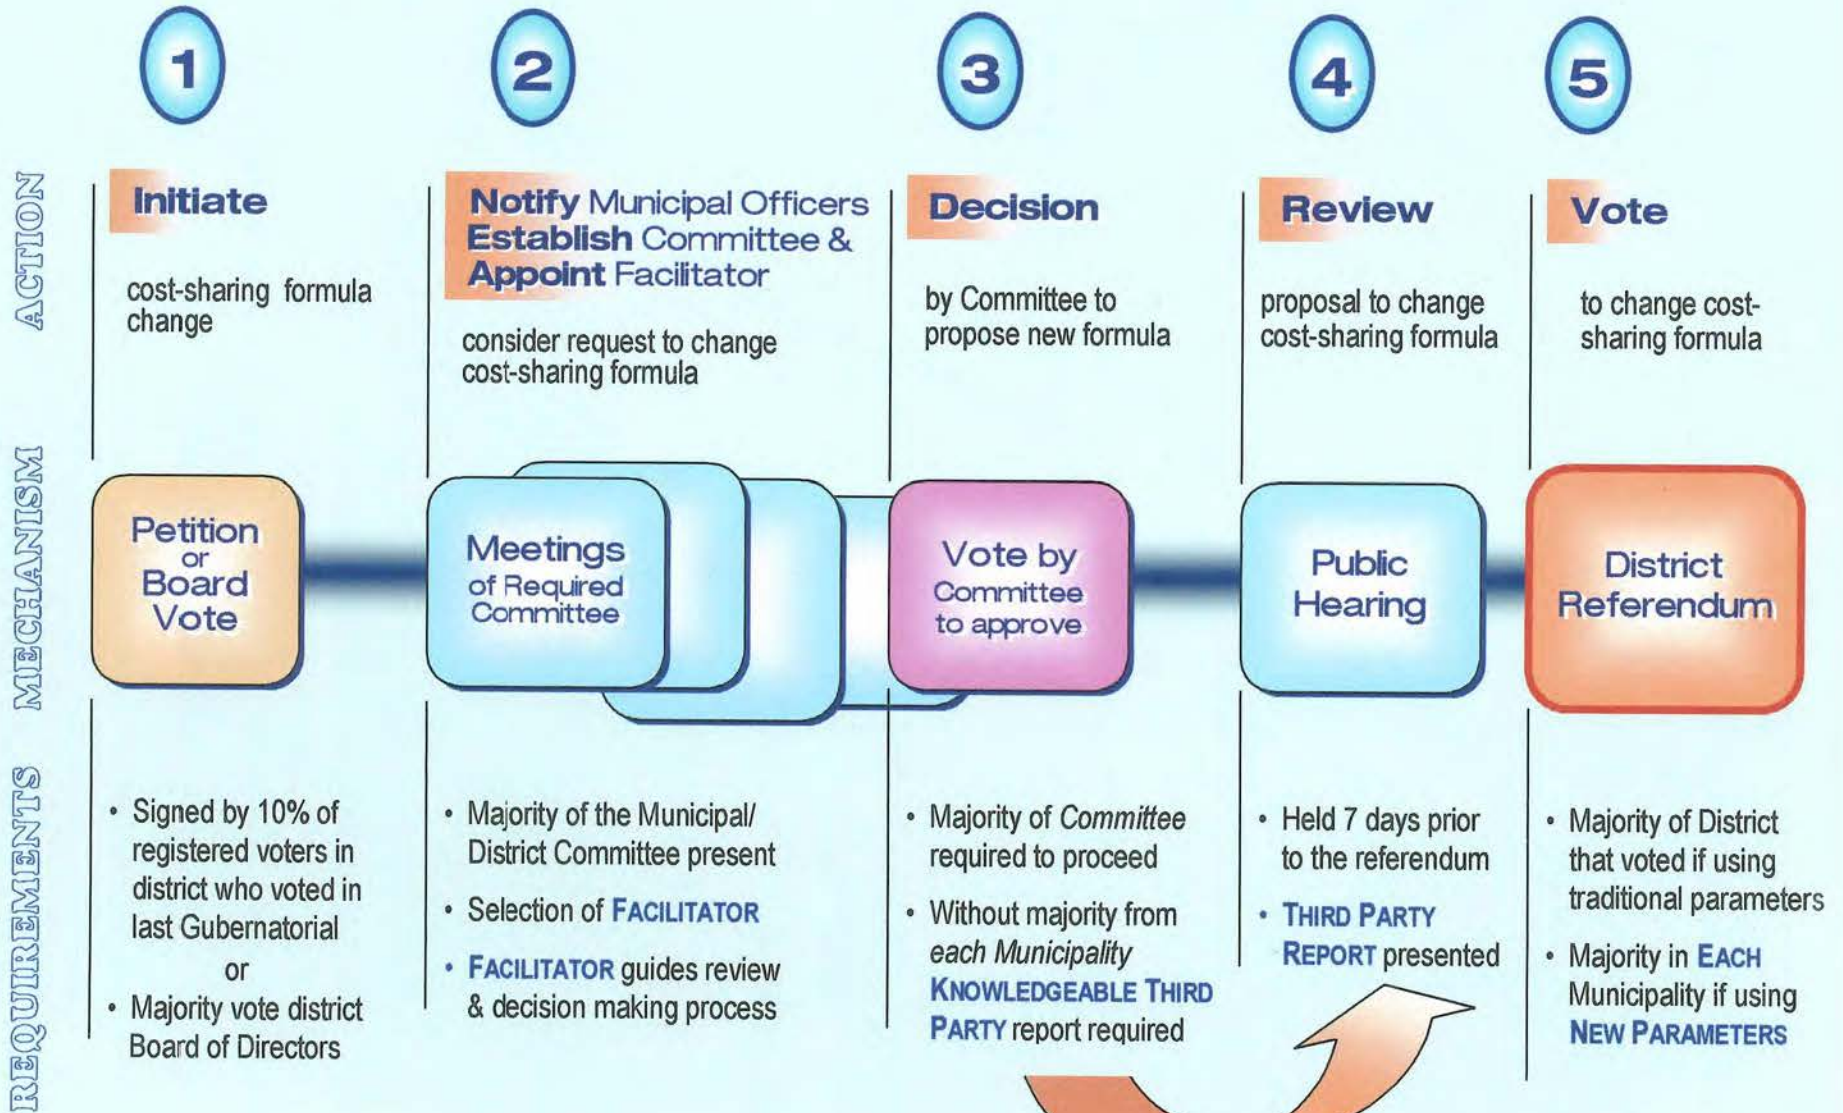 1
2
3
4
5
ACTION
Initiate
cost-sharing formula
change
Notify Municipal Officers
Establish Committee &
Appoint Facilitator
consider request to change
cost-sharing formula
Decision
by Committee to
propose new formula
Review
proposal to change
cost-sharing formula
Vote
to change cost-
sharing formula
MECHANISM
Petition
or
Board
Vote
Meetings
of Required
Committee
Vote by
Committee
to approve
Public
Hearing
District
Referendum
REQUIREMENTS
• Signed by 10% of
registered voters in
district who voted in
last Gubernatorial
or
• Majority vote district
Board of Directors
• Majority of the Municipal/
District Committee present
• Selection of FACILITATOR
• FACILITATOR guides review
& decision making process
• Majority of Committee
required to proceed
• Without majority from
each Municipality
KNOWLEDGEABLE THIRD
PARTY report required
• Held 7 days prior
to the referendum
• THIRD PARTY
REPORT presented
• Majority of District
that voted if using
traditional parameters
• Majority in EACH
Municipality if using
NEW PARAMETERS